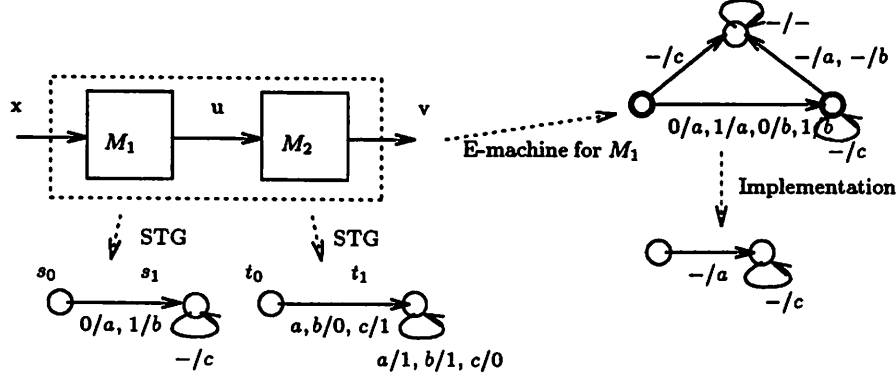 -/-
-/c
-/a, -/b
x
u
v
M1
M2
0/a, 1/a, 0/b, 1/b
-/c
E-machine for M1
Implementation
STG
STG
s0
s1
t0
t1
-/a
-/c
0/a, 1/b
a,b/0, c/1
-/c
a/1, b/1, c/0